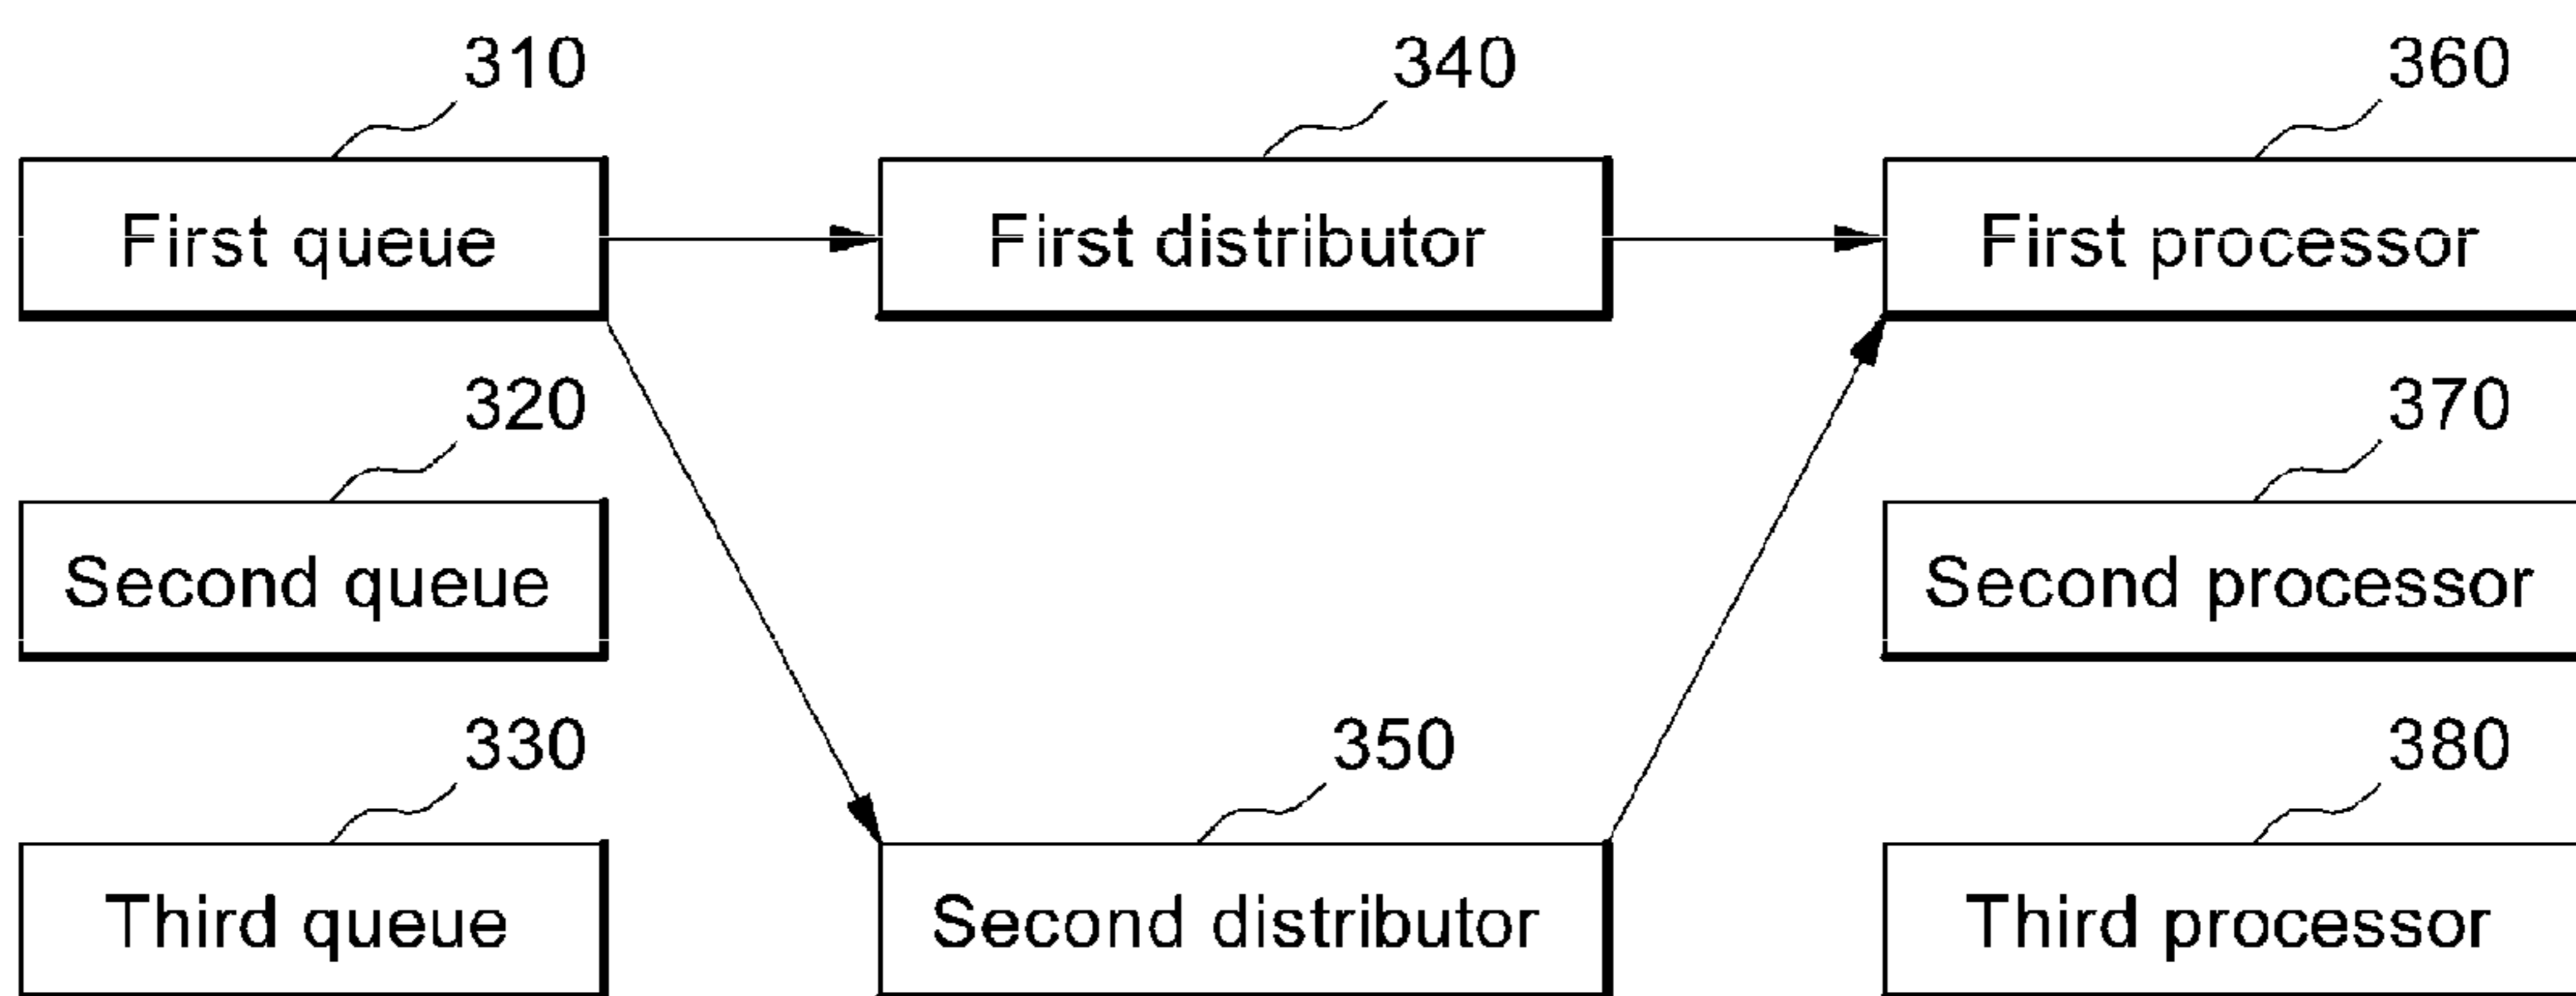 310 340 360
First queue First distributor First processor
320 370
Second queue Second processor
330 350 380
Third queue Second distributor Third processor